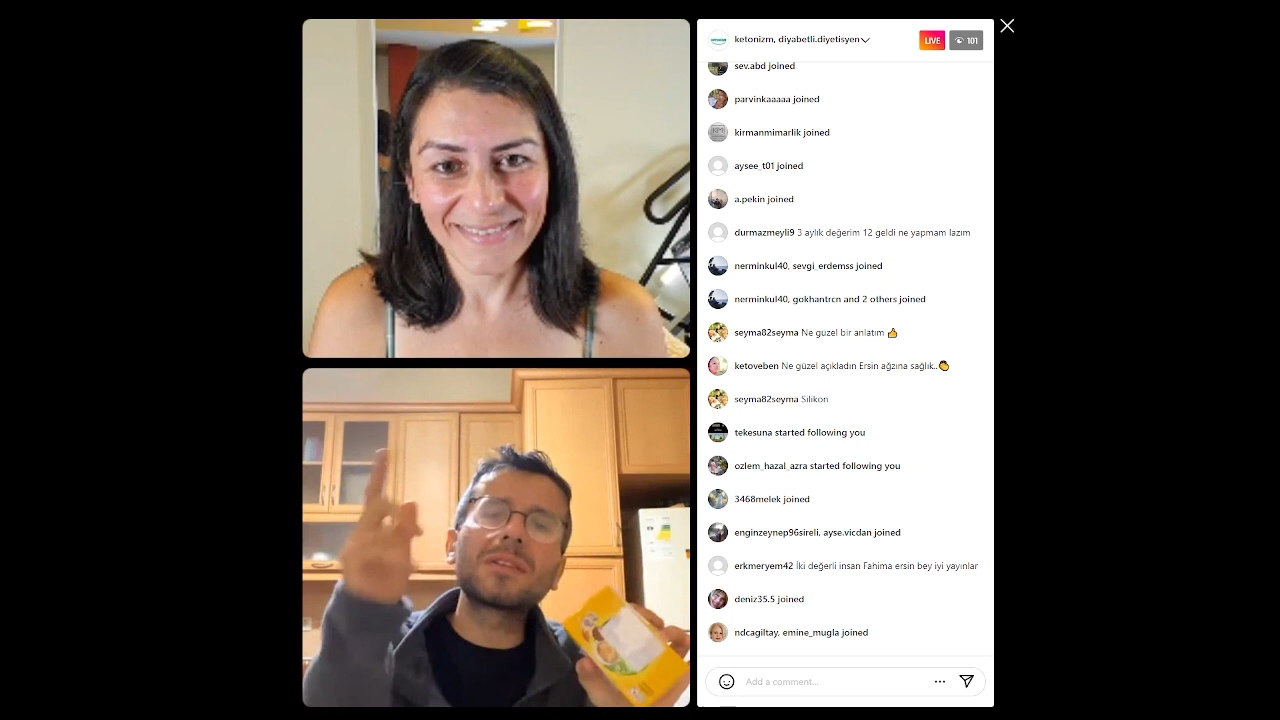 ketonizm, diyabetli.diyetisyen
LIVE
101
sev.abd joined
parvinkaaaaa joined
kirmanmimarlik joined
aysee_t01 joined
a.pekin joined
durmazmeyli9 3 aylık değerim 12 geldi ne yapmam lazım
nerminkul40, sevgi_erdemss joined
nerminkul40, gokhantrcn and 2 others joined
seyma82seyma Ne güzel bir anlatım 👍
ketoveben Ne güzel açıkladın Ersin ağzına sağlık..👏
seyma82seyma Silikon
tekesuna started following you
ozlem_hazal_azra started following you
3468melek joined
enginzeynep96sireli, ayse.vicdan joined
erkmeryem42 İki değerli insan Fahima ersin bey iyi yayınlar
deniz35.5 joined
ndcagiltay, emine_mugla joined
Add a comment...